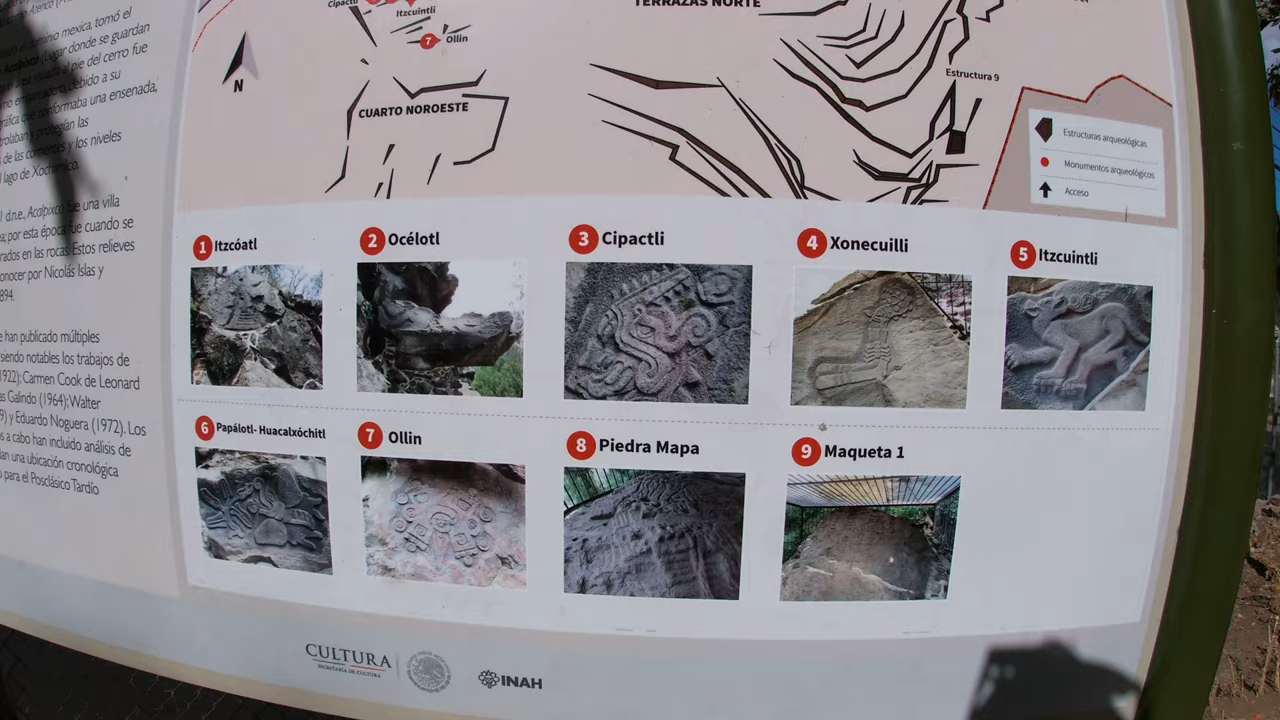 dominio mexica, tomó el
Acalpixca (Lugar donde se guardan
pie del cerro fue
debido a su
conformaba una ensenada,
protegían las
de las corrientes y los niveles
lago de Xochimilco.
d.n.e., Acalpixca fue una villa
por esta época fue cuando se
en las rocas. Estos relieves
conocer por Nicolás Islas y
894.
han publicado múltiples
siendo notables los trabajos de
1922); Carmen Cook de Leonard
Galindo (1964); Walter
9) y Eduardo Noguera (1972). Los
a cabo han incluido análisis de
dan una ubicación cronológica
para el Posclásico Tardío
Cipactli
Itzcuintli
7 Ollin
N
CUARTO NOROESTE
TERRAZAS NORTE
Estructura 9
Estructuras arqueológicas
Monumentos arqueológicos
Acceso
1 Itzcóatl
2 Océlotl
3 Cipactli
4 Xonecuilli
5 Itzcuintli
6 Papálotl- Huacalxóchitl
7 Ollin
8 Piedra Mapa
9 Maqueta 1
CULTURA
SECRETARÍA DE CULTURA
INAH